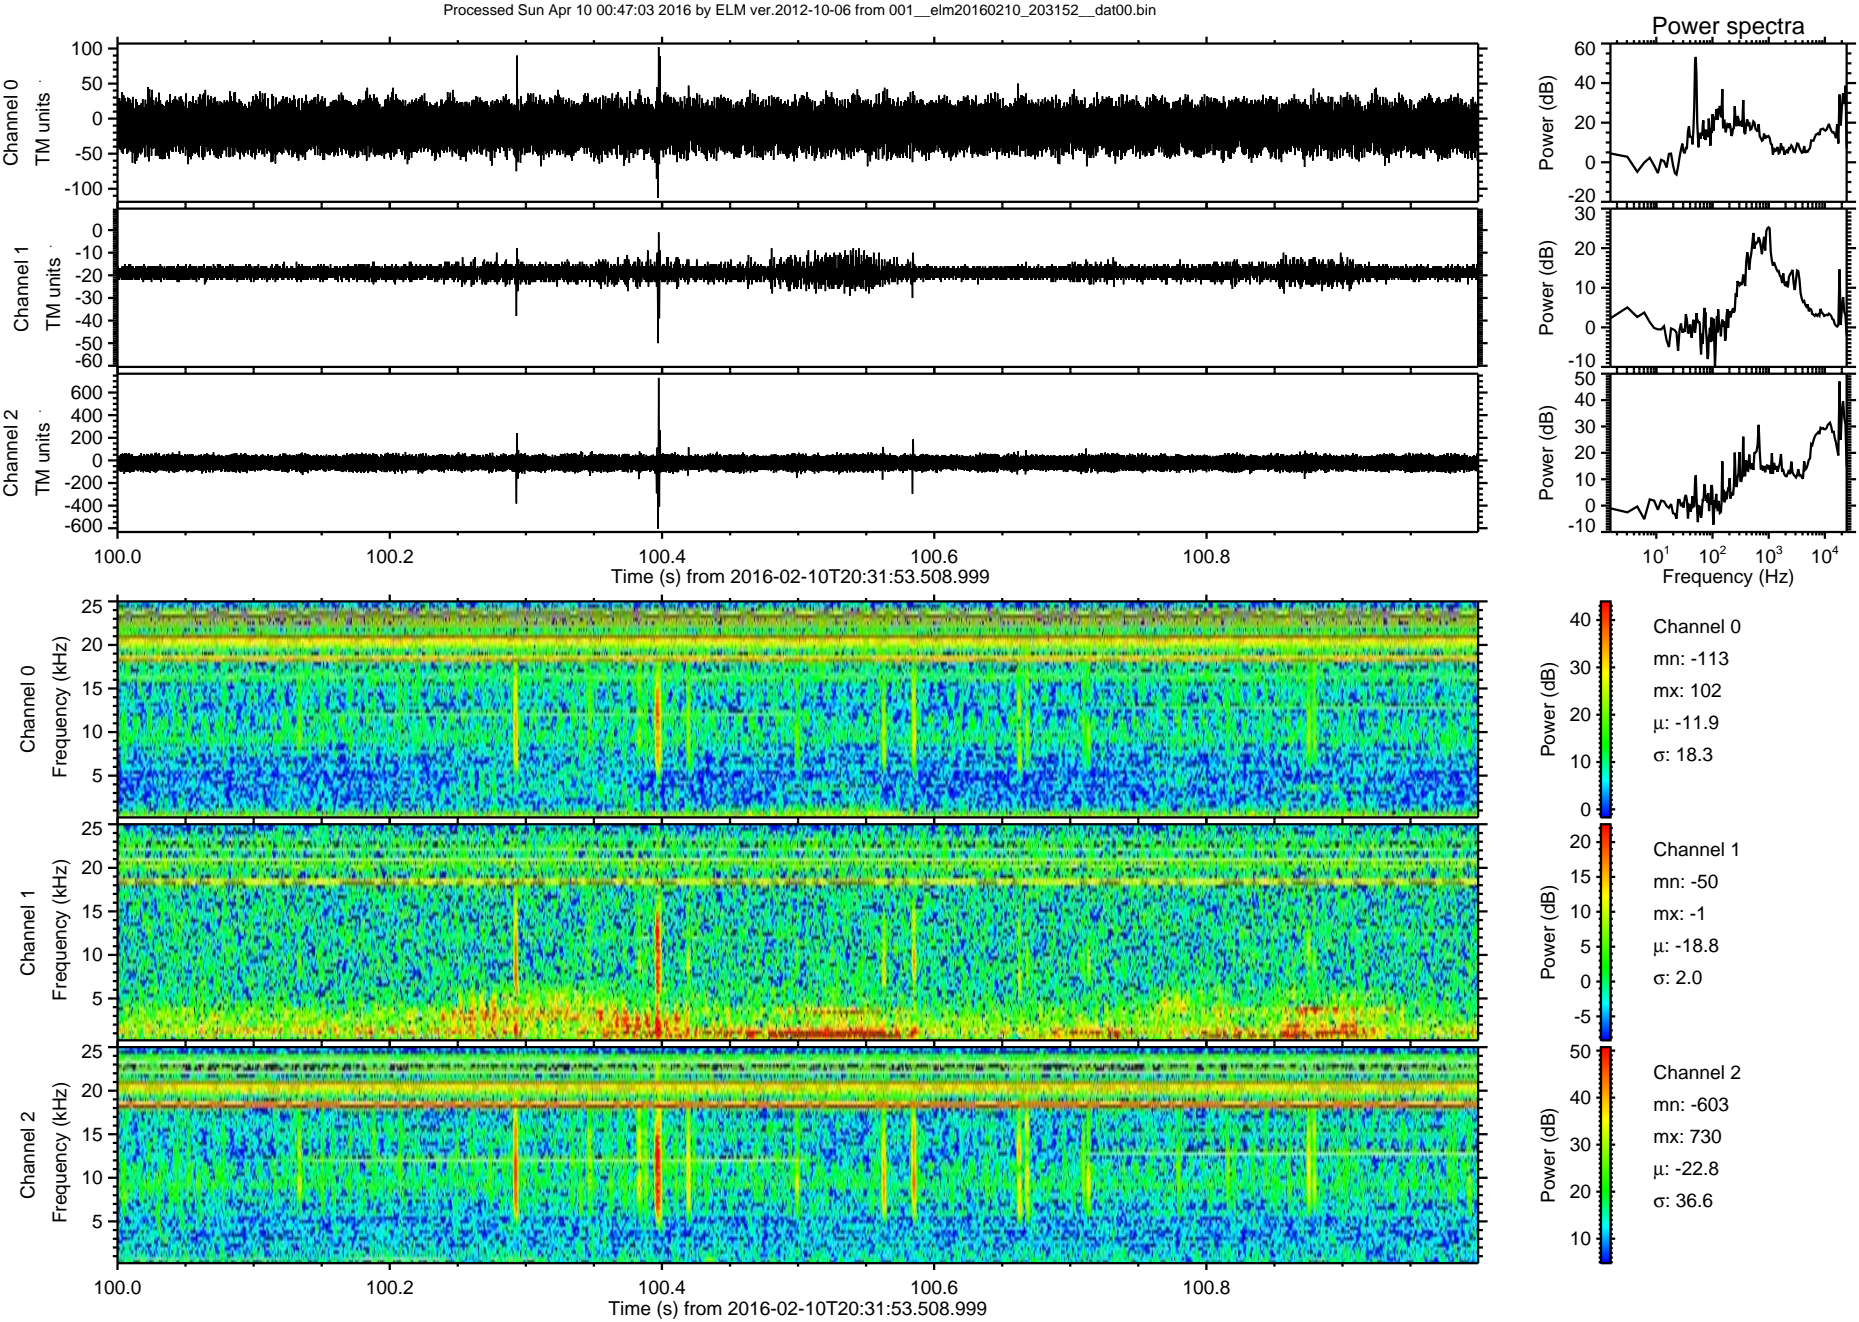 Processed Sun Apr 10 00:47:03 2016 by ELM ver.2012-10-06 from 001__elm20160210_203152__dat00.bin
Power spectra
Channel 0
TM units
100
50
0
-50
-100
Power (dB)
60
40
20
0
-20
Channel 1
TM units
0
-10
-20
-30
-40
-50
-60
Power (dB)
30
20
10
0
-10
Channel 2
TM units
600
400
200
0
-200
-400
-600
Power (dB)
50
40
30
20
10
0
-10
100.0 100.2 100.4 100.6 100.8
Time (s) from 2016-02-10T20:31:53.508.999
10^1 10^2 10^3 10^4
Frequency (Hz)
Channel 0
Frequency (kHz)
25
20
15
10
5
Power (dB)
40
30
20
10
0
Channel 0
mn: -113
mx: 102
μ: -11.9
σ: 18.3
Channel 1
Frequency (kHz)
25
20
15
10
5
Power (dB)
20
15
10
5
0
-5
Channel 1
mn: -50
mx: -1
μ: -18.8
σ: 2.0
Channel 2
Frequency (kHz)
25
20
15
10
5
Power (dB)
50
40
30
20
10
Channel 2
mn: -603
mx: 730
μ: -22.8
σ: 36.6
100.0 100.2 100.4 100.6 100.8
Time (s) from 2016-02-10T20:31:53.508.999